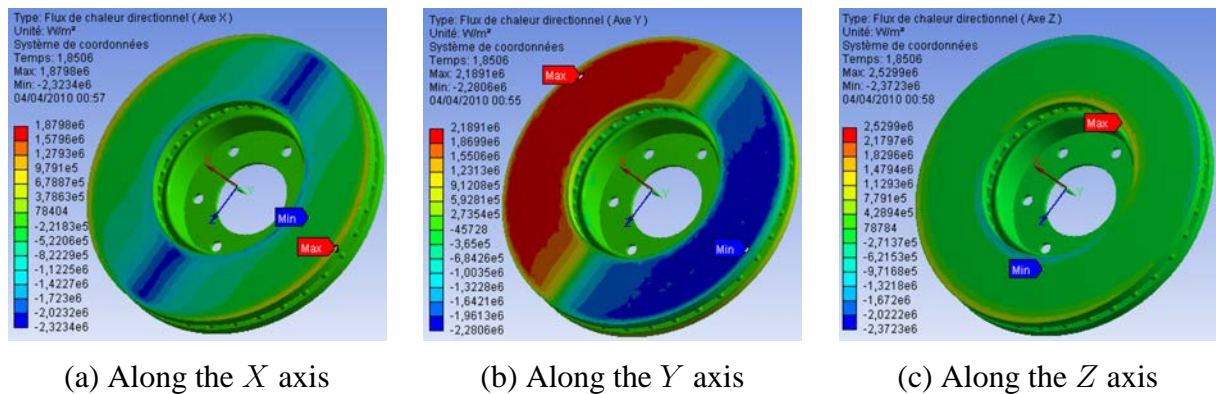 Type: Flux de chaleur directionnel ( Axe X )
Unité: W/m²
Système de coordonnées
Temps: 1,8506
Max: 1,8798e6
Min: -2,3234e6
04/04/2010 00:57
1,8798e6
1,5796e6
1,2793e6
9,791e5
6,7887e5
3,7863e5
78404
-2,2183e5
-5,2206e5
-8,2229e5
-1,1225e6
-1,4227e6
-1,723e6
-2,0232e6
-2,3234e6
Min
Max
X
Y
Z
Type: Flux de chaleur directionnel ( Axe Y )
Unité: W/m²
Système de coordonnées
Temps: 1,8506
Max: 2,1891e6
Min: -2,2806e6
04/04/2010 00:55
Max
2,1891e6
1,8699e6
1,5506e6
1,2313e6
9,1208e5
5,9281e5
2,7354e5
-45728
-3,65e5
-6,8426e5
-1,0035e6
-1,3228e6
-1,6421e6
-1,9613e6
-2,2806e6
Min
X
Y
Z
Type: Flux de chaleur directionnel ( Axe Z )
Unité: W/m²
Système de coordonnées
Temps: 1,8506
Max: 2,5299e6
Min: -2,3723e6
04/04/2010 00:58
2,5299e6
2,1797e6
1,8296e6
1,4794e6
1,1293e6
7,791e5
4,2894e5
78784
-2,7137e5
-6,2153e5
-9,7168e5
-1,3218e6
-1,672e6
-2,0222e6
-2,3723e6
Max
Min
X
Y
Z
(a) Along the X axis
(b) Along the Y axis
(c) Along the Z axis